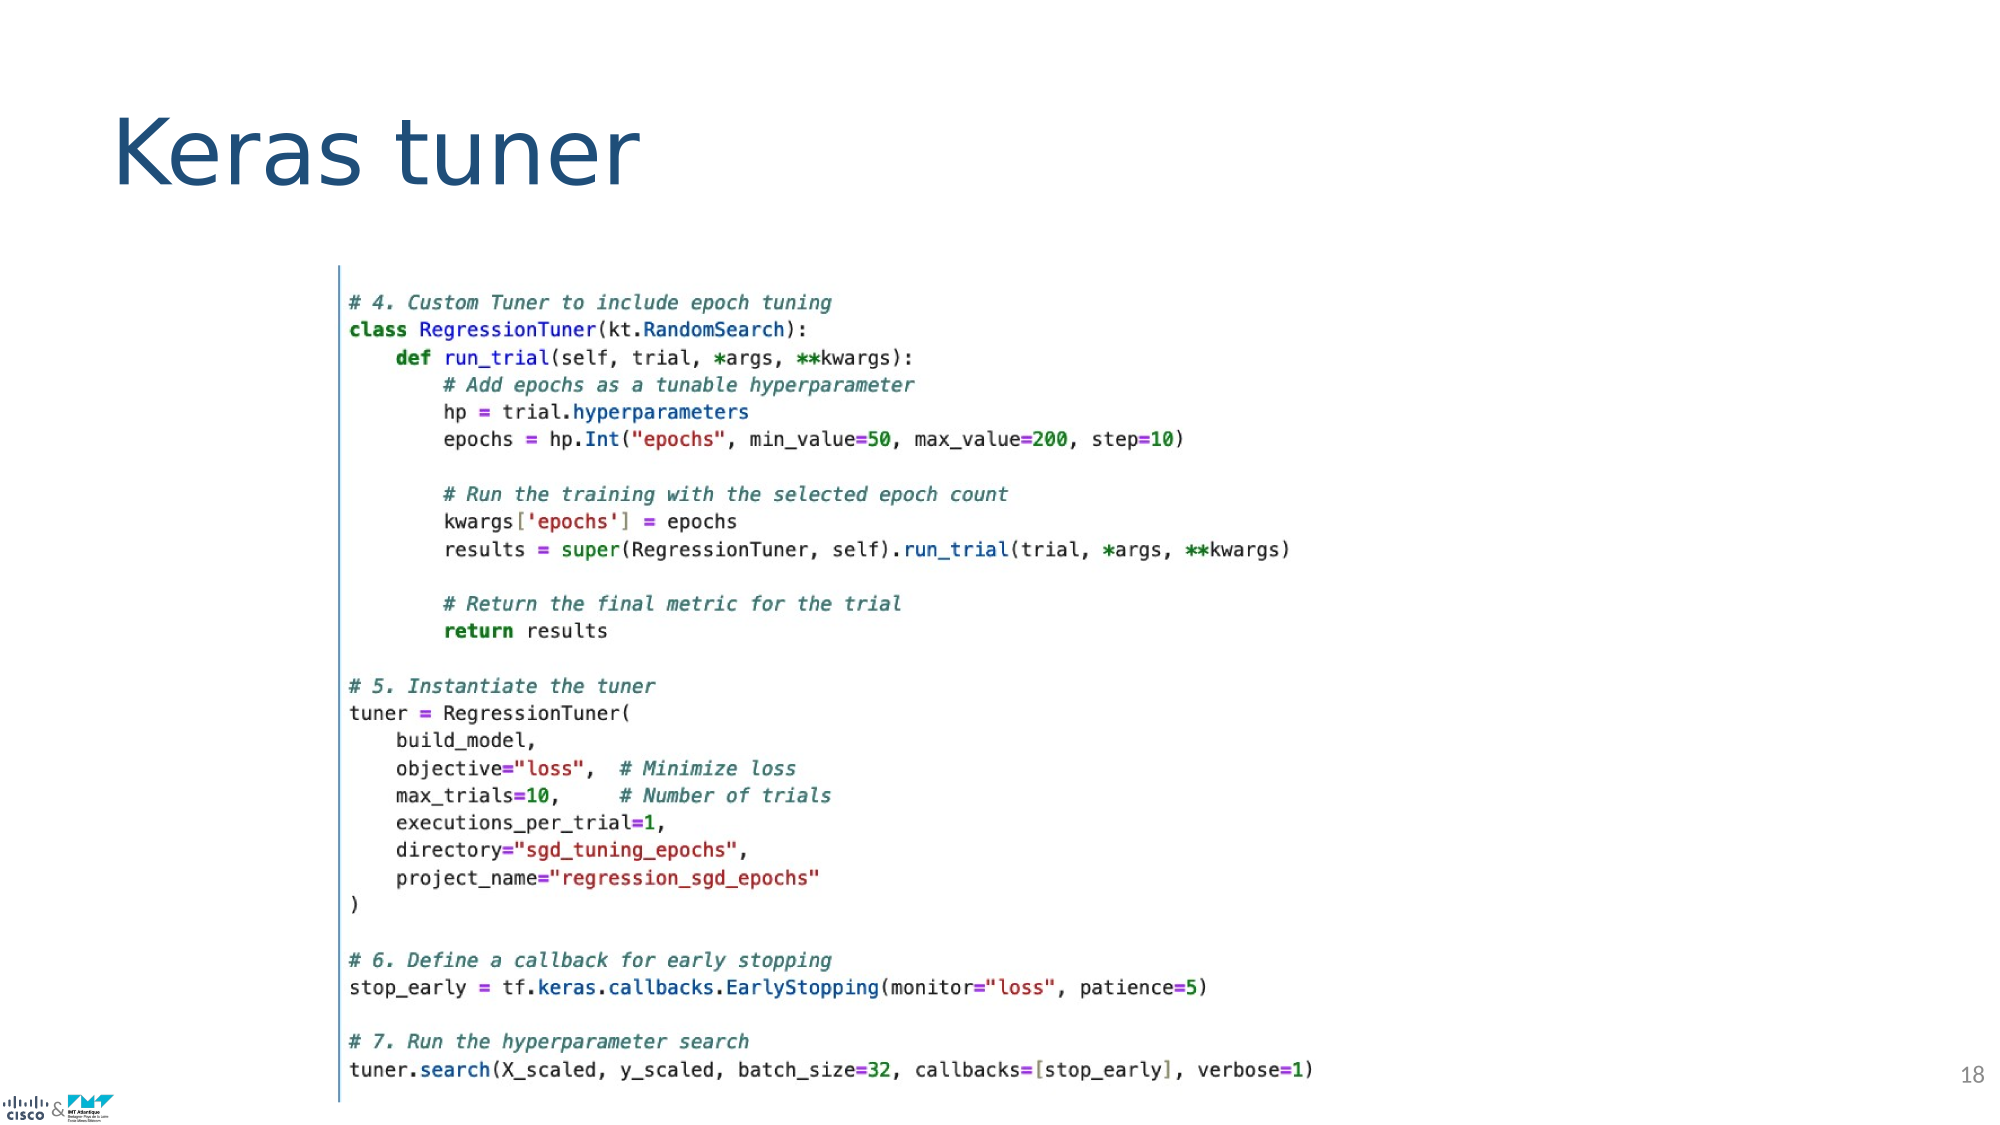 Keras tuner
# 4. Custom Tuner to include epoch tuning
class RegressionTuner(kt.RandomSearch):
    def run_trial(self, trial, *args, **kwargs):
        # Add epochs as a tunable hyperparameter
        hp = trial.hyperparameters
        epochs = hp.Int("epochs", min_value=50, max_value=200, step=10)
        # Run the training with the selected epoch count
        kwargs['epochs'] = epochs
        results = super(RegressionTuner, self).run_trial(trial, *args, **kwargs)
        # Return the final metric for the trial
        return results
# 5. Instantiate the tuner
tuner = RegressionTuner(
    build_model,
    objective="loss",  # Minimize loss
    max_trials=10,     # Number of trials
    executions_per_trial=1,
    directory="sgd_tuning_epochs",
    project_name="regression_sgd_epochs"
)
# 6. Define a callback for early stopping
stop_early = tf.keras.callbacks.EarlyStopping(monitor="loss", patience=5)
# 7. Run the hyperparameter search
tuner.search(X_scaled, y_scaled, batch_size=32, callbacks=[stop_early], verbose=1)
18
CISCO & IMT Atlantique